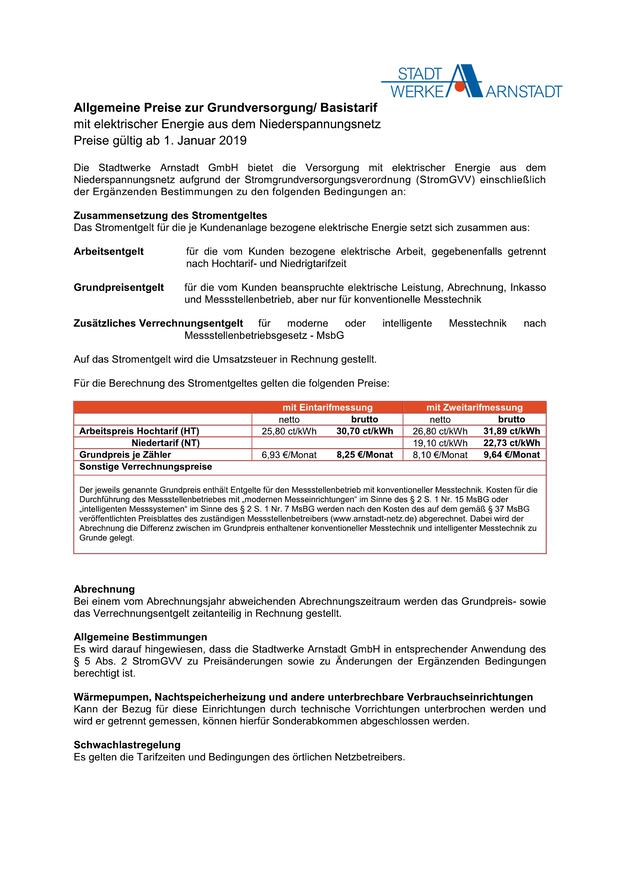 STADT
WERKE ARNSTADT
Allgemeine Preise zur Grundversorgung/ Basistarif
mit elektrischer Energie aus dem Niederspannungsnetz
Preise gültig ab 1. Januar 2019
Die Stadtwerke Arnstadt GmbH bietet die Versorgung mit elektrischer Energie aus dem
Niederspannungsnetz aufgrund der Stromgrundversorgungsverordnung (StromGVV) einschließlich
der Ergänzenden Bestimmungen zu den folgenden Bedingungen an:
Zusammensetzung des Stromentgeltes
Das Stromentgelt für die je Kundenanlage bezogene elektrische Energie setzt sich zusammen aus:
Arbeitsentgelt für die vom Kunden bezogene elektrische Arbeit, gegebenenfalls getrennt
nach Hochtarif- und Niedrigtarifzeit
Grundpreisentgelt für die vom Kunden beanspruchte elektrische Leistung, Abrechnung, Inkasso
und Messstellenbetrieb, aber nur für konventionelle Messtechnik
Zusätzliches Verrechnungsentgelt für moderne oder intelligente Messtechnik nach
Messstellenbetriebsgesetz - MsbG
Auf das Stromentgelt wird die Umsatzsteuer in Rechnung gestellt.
Für die Berechnung des Stromentgeltes gelten die folgenden Preise:
mit Eintarifmessung mit Zweitarifmessung
netto brutto netto brutto
Arbeitspreis Hochtarif (HT) 25,80 ct/kWh 30,70 ct/kWh 26,80 ct/kWh 31,89 ct/kWh
Niedertarif (NT) 19,10 ct/kWh 22,73 ct/kWh
Grundpreis je Zähler 6,93 €/Monat 8,25 €/Monat 8,10 €/Monat 9,64 €/Monat
Sonstige Verrechnungspreise
Der jeweils genannte Grundpreis enthält Entgelte für den Messstellenbetrieb mit konventioneller Messtechnik. Kosten für die
Durchführung des Messstellenbetriebes mit „modernen Messeinrichtungen“ im Sinne des § 2 S. 1 Nr. 15 MsBG oder
„intelligenten Messsystemen“ im Sinne des § 2 S. 1 Nr. 7 MsBG werden nach den Kosten des auf dem gemäß § 37 MsBG
veröffentlichten Preisblattes des zuständigen Messstellenbetreibers (www.arnstadt-netz.de) abgerechnet. Dabei wird der
Abrechnung die Differenz zwischen im Grundpreis enthaltener konventioneller Messtechnik und intelligenter Messtechnik zu
Grunde gelegt.
Abrechnung
Bei einem vom Abrechnungsjahr abweichenden Abrechnungszeitraum werden das Grundpreis- sowie
das Verrechnungsentgelt zeitanteilig in Rechnung gestellt.
Allgemeine Bestimmungen
Es wird darauf hingewiesen, dass die Stadtwerke Arnstadt GmbH in entsprechender Anwendung des
§ 5 Abs. 2 StromGVV zu Preisänderungen sowie zu Änderungen der Ergänzenden Bedingungen
berechtigt ist.
Wärmepumpen, Nachtspeicherheizung und andere unterbrechbare Verbrauchseinrichtungen
Kann der Bezug für diese Einrichtungen durch technische Vorrichtungen unterbrochen werden und
wird er getrennt gemessen, können hierfür Sonderabkommen abgeschlossen werden.
Schwachlastregelung
Es gelten die Tarifzeiten und Bedingungen des örtlichen Netzbetreibers.